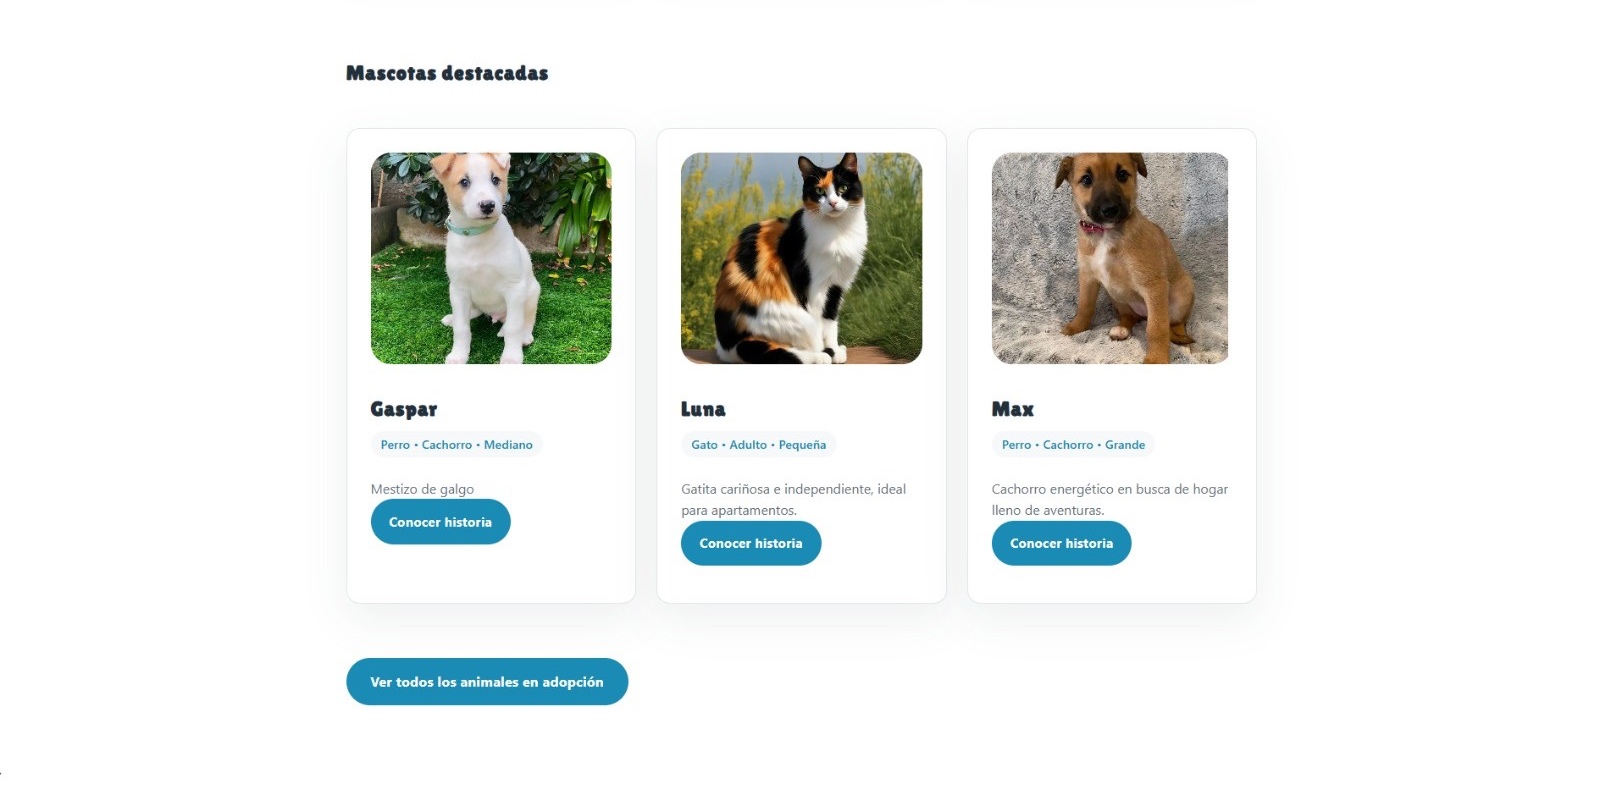 Mascotas destacadas
Gaspar
Perro • Cachorro • Mediano
Mestizo de galgo
Conocer historia
Luna
Gato • Adulto • Pequeña
Gatita cariñosa e independiente, ideal
para apartamentos.
Conocer historia
Max
Perro • Cachorro • Grande
Cachorro energético en busca de hogar
lleno de aventuras.
Conocer historia
Ver todos los animales en adopción